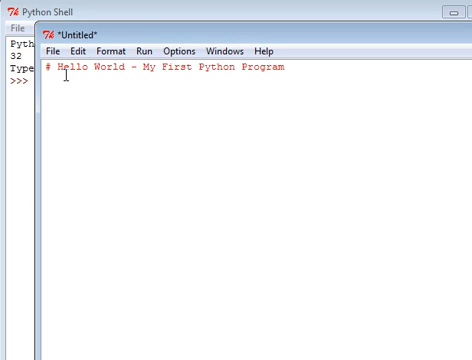 Python Shell
File
Pyth
32
Type
>>>
*Untitled*
File Edit Format Run Options Windows Help
# Hello World - My First Python Program